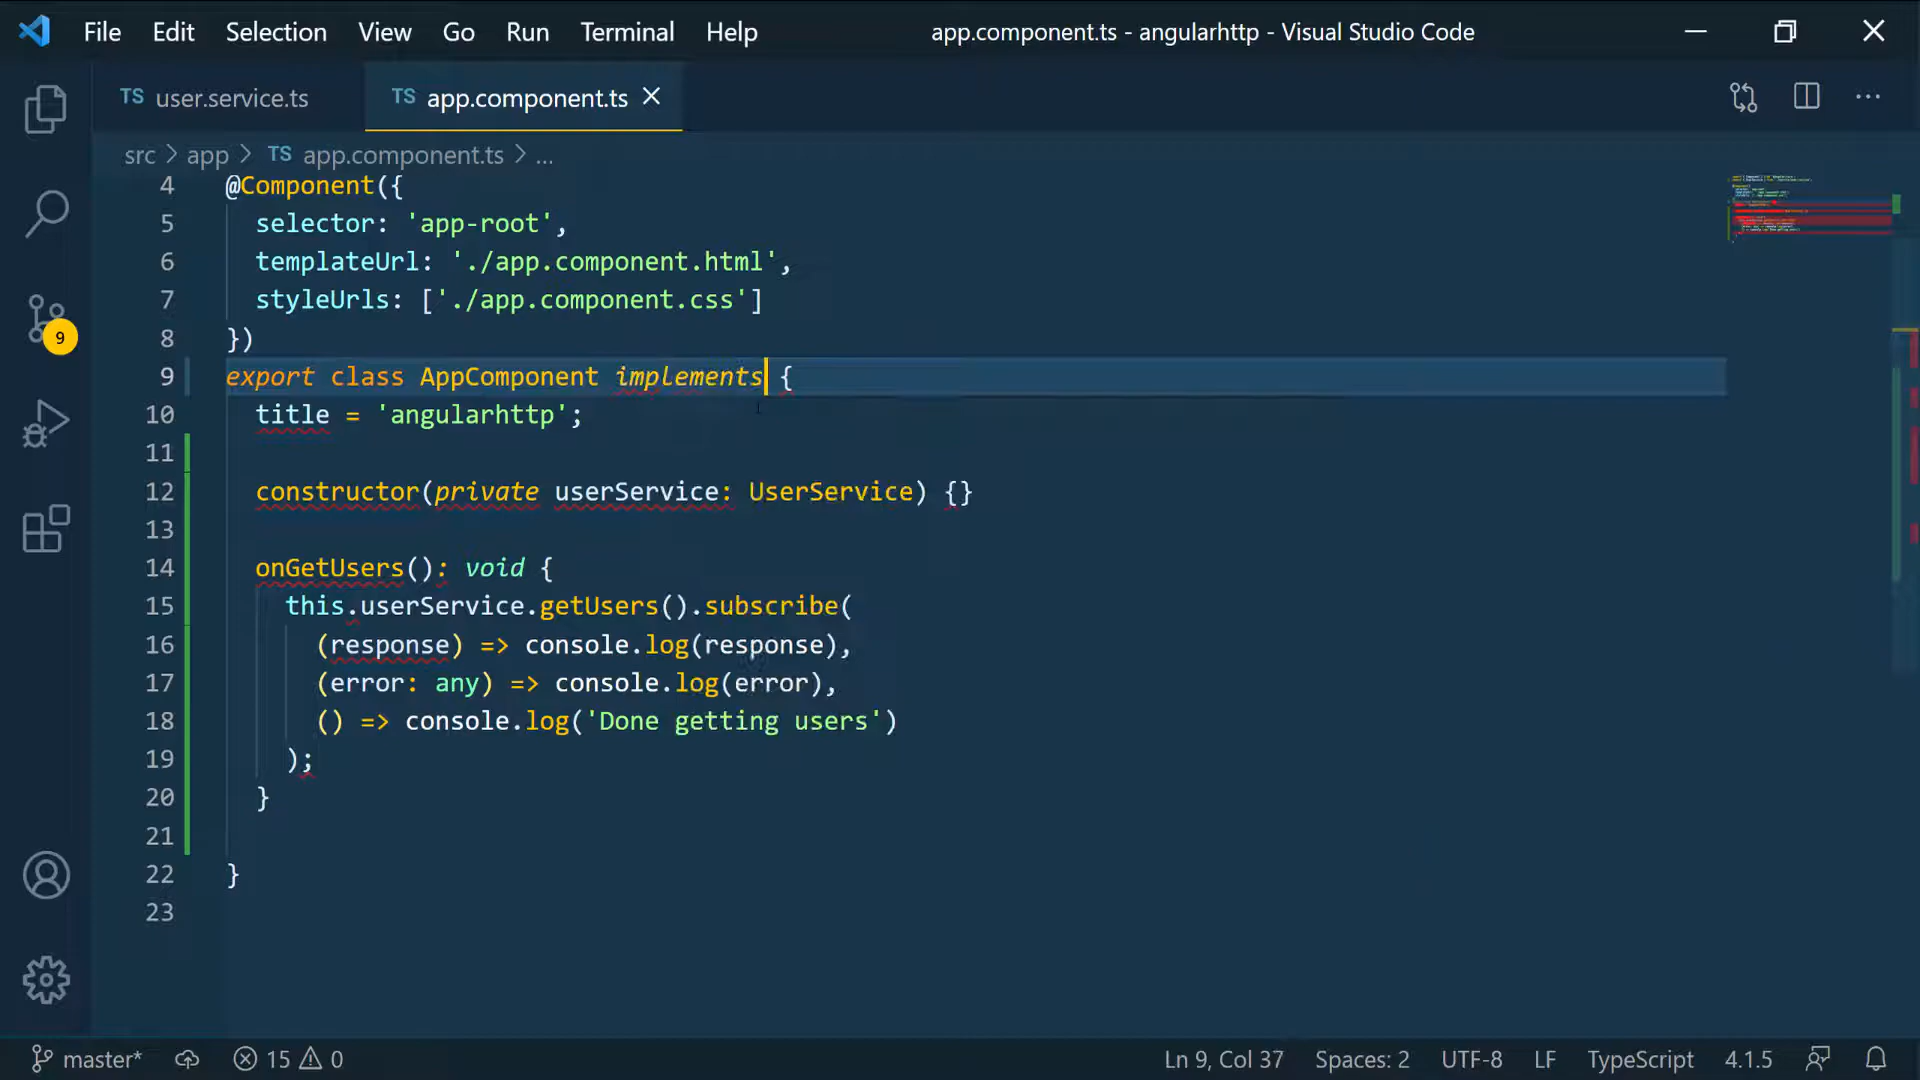 File Edit Selection View Go Run Terminal Help app.component.ts - angularhttp - Visual Studio Code
TS user.service.ts TS app.component.ts
src > app > TS app.component.ts > ...
4 @Component({
5 selector: 'app-root',
6 templateUrl: './app.component.html',
7 styleUrls: ['./app.component.css']
8 })
9 export class AppComponent implements {
10 title = 'angularhttp';
11
12 constructor(private userService: UserService) {}
13
14 onGetUsers(): void {
15 this.userService.getUsers().subscribe(
16 (response) => console.log(response),
17 (error: any) => console.log(error),
18 () => console.log('Done getting users')
19 );
20 }
21
22 }
23
9
master* 15 0 Ln 9, Col 37 Spaces: 2 UTF-8 LF TypeScript 4.1.5